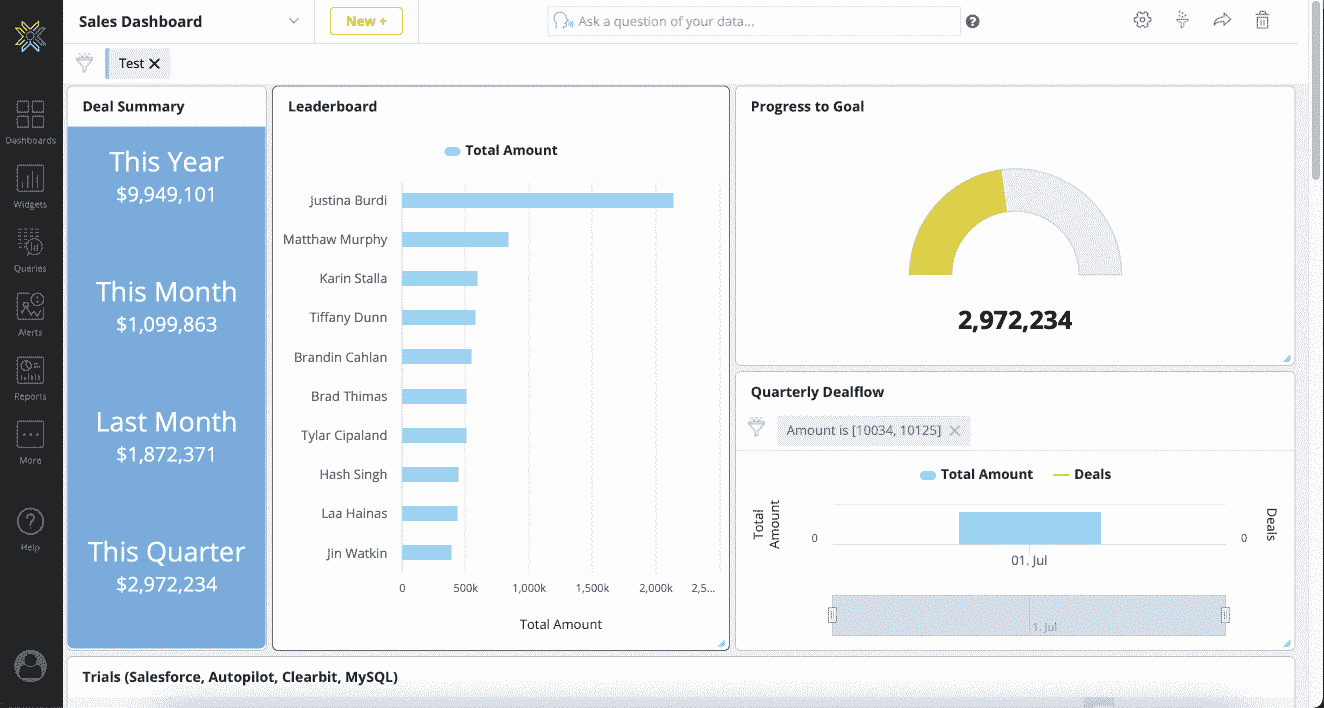 Sales Dashboard
New +
Ask a question of your data...
?
Test
Dashboards
Widgets
Queries
Alerts
Reports
More
?
Help
Deal Summary
This Year
$9,949,101
This Month
$1,099,863
Last Month
$1,872,371
This Quarter
$2,972,234
Leaderboard
Total Amount
Justina Burdi
Matthaw Murphy
Karin Stalla
Tiffany Dunn
Brandin Cahlan
Brad Thimas
Tylar Cipaland
Hash Singh
Laa Hainas
Jin Watkin
0 500k 1,000k 1,500k 2,000k 2,5...
Total Amount
Progress to Goal
2,972,234
Quarterly Dealflow
Amount is [10034, 10125]
Total Amount Deals
Total
Amount
0
0
Deals
01. Jul
1. Jul
Trials (Salesforce, Autopilot, Clearbit, MySQL)